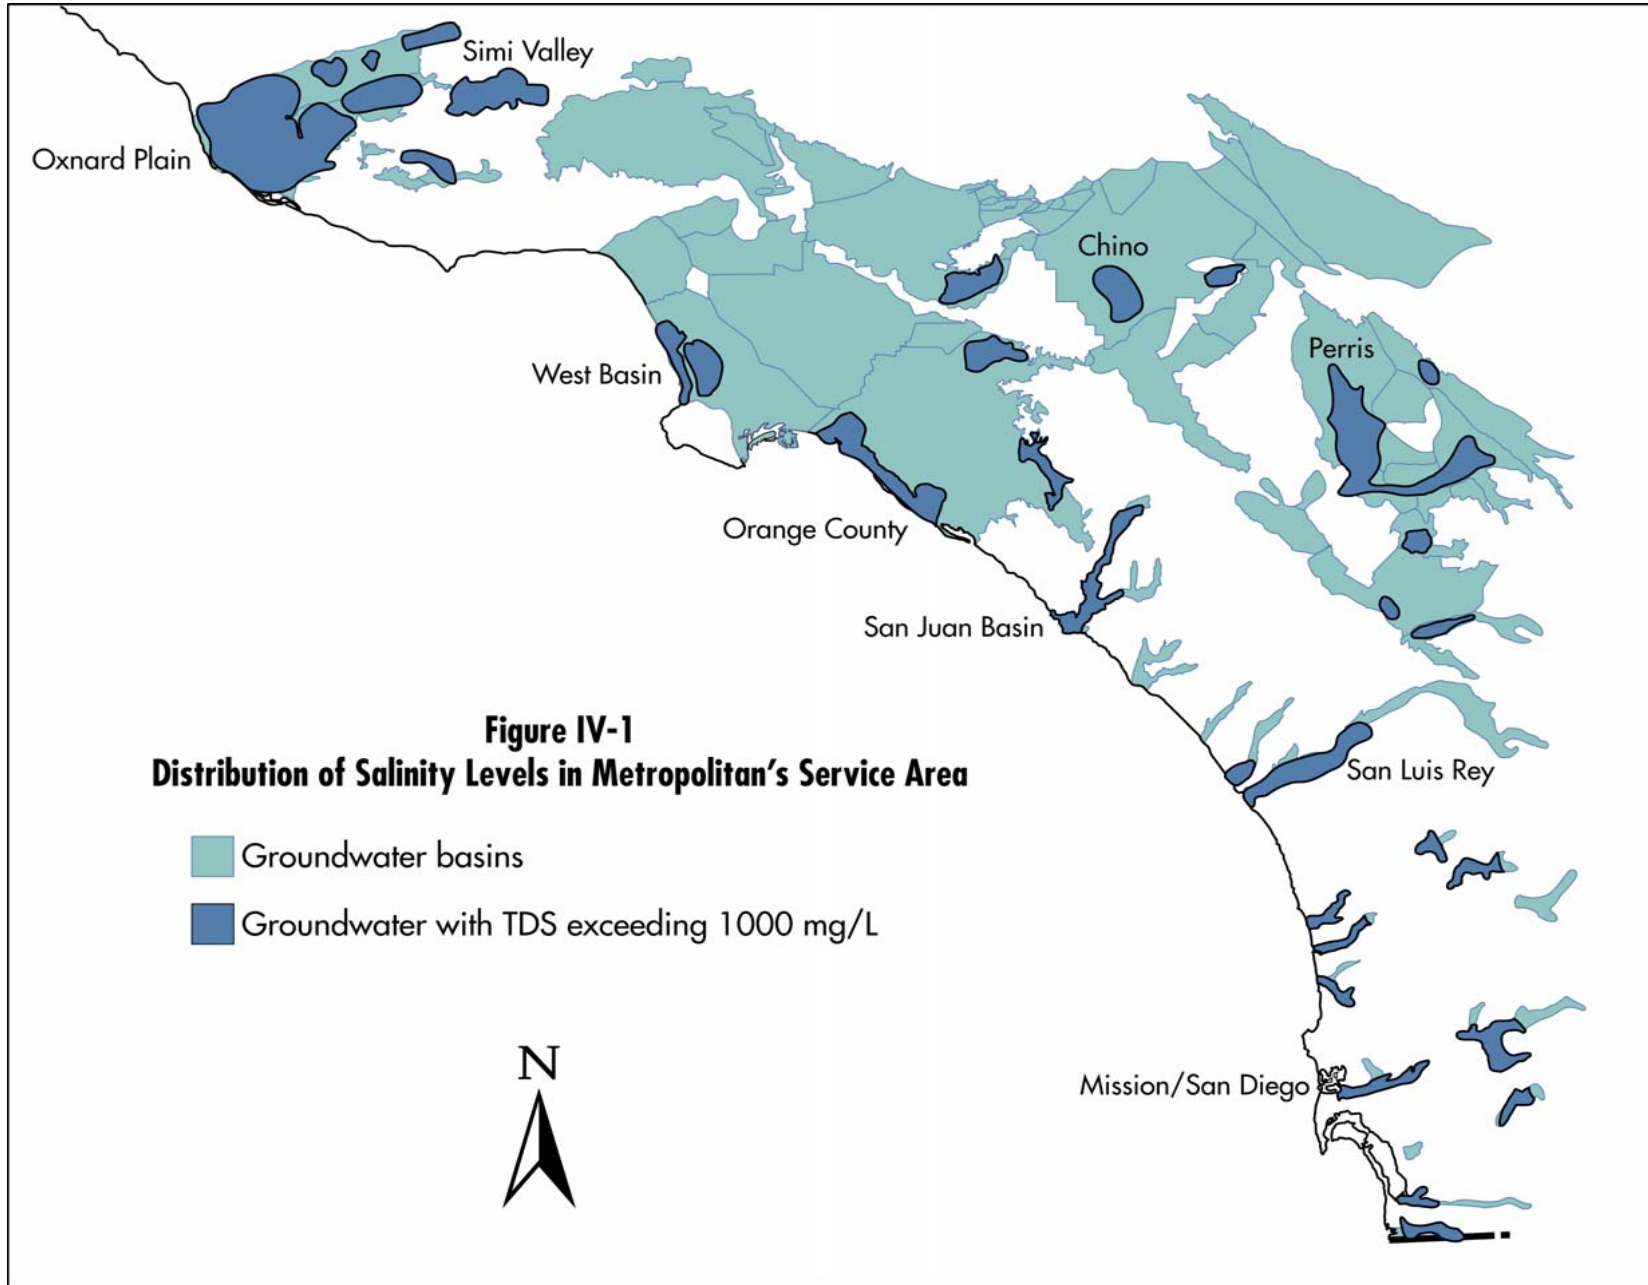 Simi Valley
Oxnard Plain
Chino
Perris
West Basin
Orange County
San Juan Basin
Figure IV-1
Distribution of Salinity Levels in Metropolitan's Service Area
San Luis Rey
Groundwater basins
Groundwater with TDS exceeding 1000 mg/L
N
Mission/San Diego